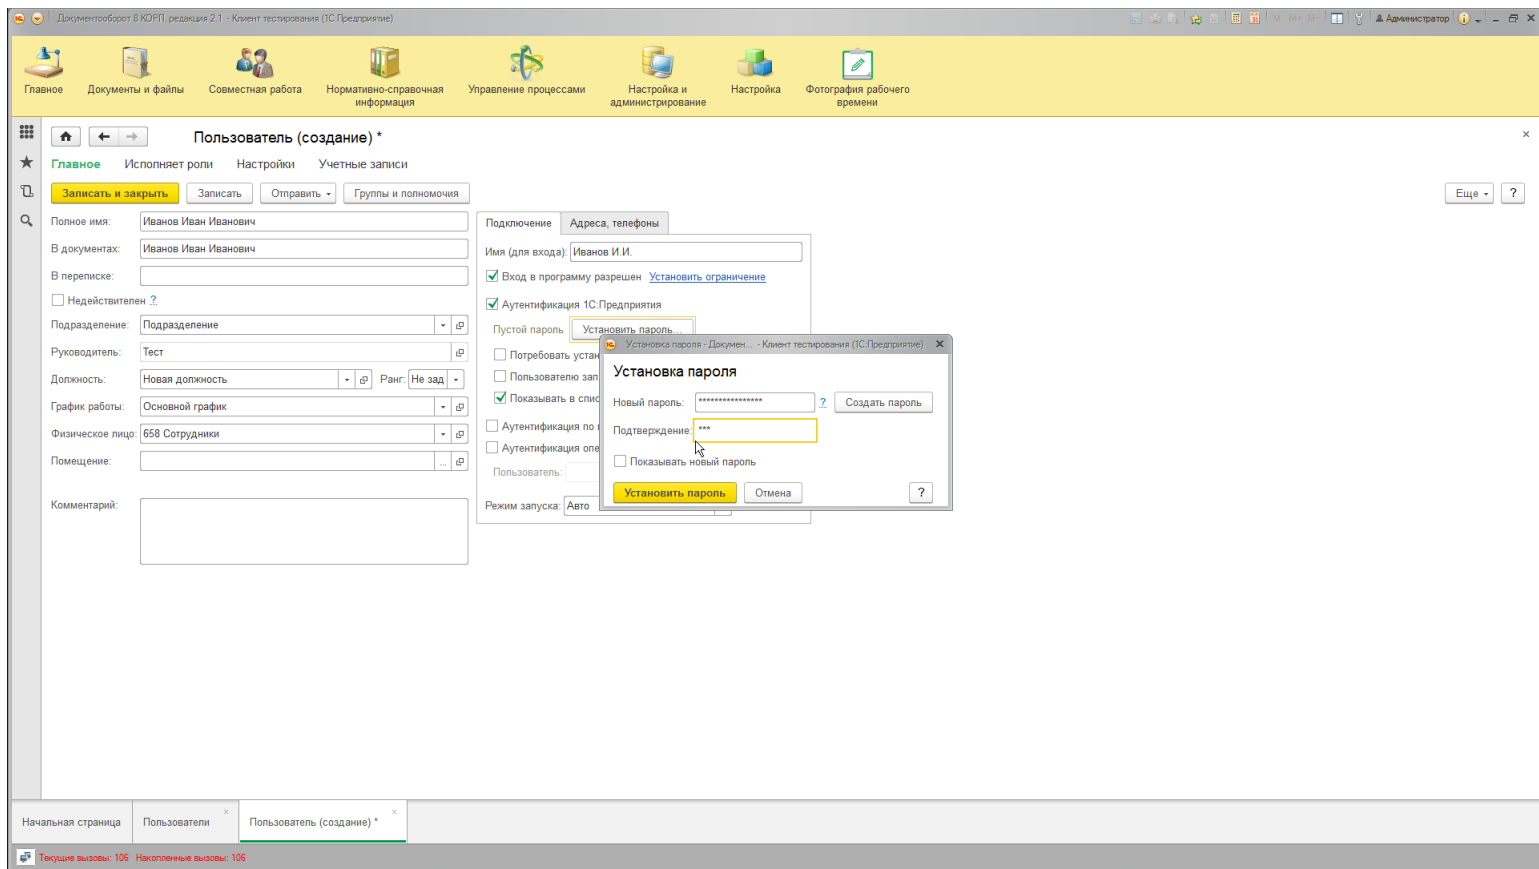 Документооборот 8 КОРП, редакция 2.1 - Клиент тестирования (1С:Предприятие)
M M+ M-
Администратор
Главное
Документы и файлы
Совместная работа
Нормативно-справочная
информация
Управление процессами
Настройка и
администрирование
Настройка
Фотография рабочего
времени
Пользователь (создание) *
Главное Исполняет роли Настройки Учетные записи
Записать и закрыть Записать Отправить Группы и полномочия Еще ?
Полное имя: Иванов Иван Иванович
В документах: Иванов Иван Иванович
В переписке:
Недействителен ?
Подразделение: Подразделение
Руководитель: Тест
Должность: Новая должность Ранг: Не зад
График работы: Основной график
Физическое лицо: 658 Сотрудники
Помещение: ...
Комментарий:
Подключение Адреса, телефоны
Имя (для входа): Иванов И.И.
Вход в программу разрешен Установить ограничение
Аутентификация 1С:Предприятия
Пустой пароль Установить пароль...
Потребовать устан
Пользователю зап
Показывать в спис
Аутентификация по
Аутентификация опе
Пользователь:
Режим запуска: Авто
Установка пароля - Докумен... - Клиент тестирования (1С:Предприятие)
Установка пароля
Новый пароль: *************** ? Создать пароль
Подтверждение: ***
Показывать новый пароль
Установить пароль Отмена ?
Начальная страница Пользователи Пользователь (создание) *
Текущие вызовы: 106 Накопленные вызовы: 106